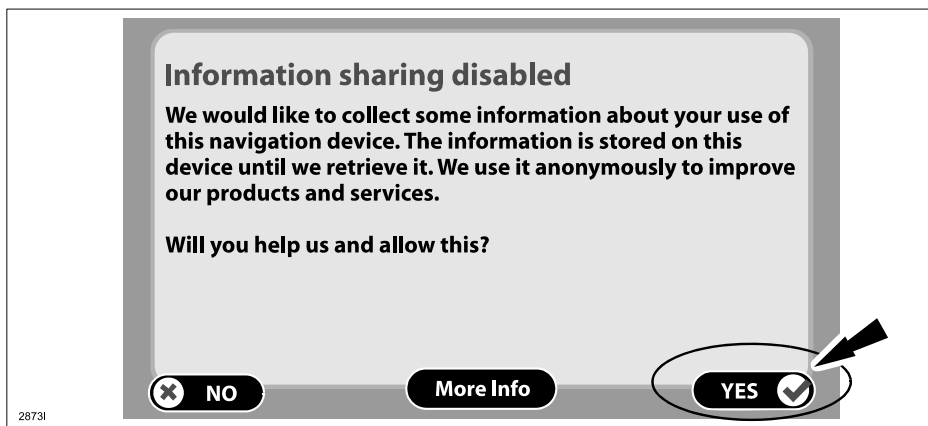 Information sharing disabled
We would like to collect some information about your use of
this navigation device. The information is stored on this
device until we retrieve it. We use it anonymously to improve
our products and services.
Will you help us and allow this?
NO
More Info
YES
2873I